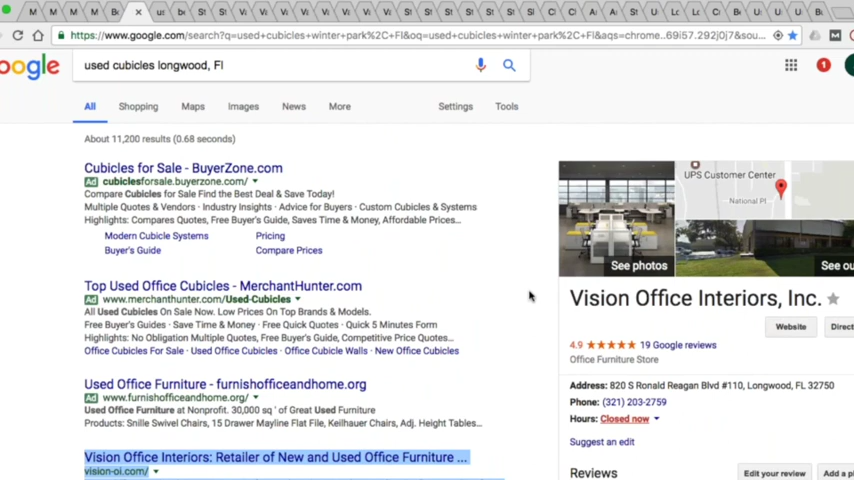 https://www.google.com/search?q=used+cubicles+winter+park%2C+Fl&oq=used+cubicles+winter+park%2C+Fl&aqs=chrome..69i57.292j0j7&sou...
oogle
used cubicles longwood, Fl
1
All Shopping Maps Images News More Settings Tools
About 11,200 results (0.68 seconds)
Cubicles for Sale - BuyerZone.com
Ad cubiclesforsale.buyerzone.com/
Compare Cubicles for Sale Find the Best Deal & Save Today!
Multiple Quotes & Vendors · Industry Insights · Advice for Buyers · Custom Cubicles & Systems
Highlights: Compares Quotes, Free Buyer's Guide, Saves Time & Money, Affordable Prices...
Modern Cubicle Systems Pricing
Buyer's Guide Compare Prices
Top Used Office Cubicles - MerchantHunter.com
Ad www.merchanthunter.com/Used-Cubicles
All Used Cubicles On Sale Now. Low Prices On Top Brands & Models.
Free Buyer's Guides · Save Time & Money · Free Quick Quotes · Quick 5 Minutes Form
Highlights: No Obligation Multiple Quotes, Free Buyer's Guide, Competitive Price Quotes...
Office Cubicles For Sale · Used Office Cubicles · Office Cubicle Walls · New Office Cubicles
Used Office Furniture - furnishofficeandhome.org
Ad www.furnishofficeandhome.org/
Used Office Furniture at Nonprofit. 30,000 sq ' of Great Used Furniture
Products: Snille Swivel Chairs, 15 Drawer Mayline Flat File, Keilhauer Chairs, Adj. Height Tables...
Vision Office Interiors: Retailer of New and Used Office Furniture ...
vision-oi.com/
UPS Customer Center
National Pl
See photos
See ou
Vision Office Interiors, Inc.
Website Direct
4.9 19 Google reviews
Office Furniture Store
Address: 820 S Ronald Reagan Blvd #110, Longwood, FL 32750
Phone: (321) 203-2759
Hours: Closed now
Suggest an edit
Reviews Edit your review Add a p